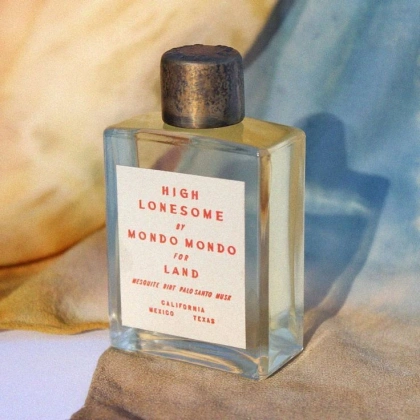 HIGH
LONESOME
BY
MONDO MONDO
FOR
LAND
MESQUITE DIRT PALO SANTO MUSK
CALIFORNIA
MEXICO TEXAS